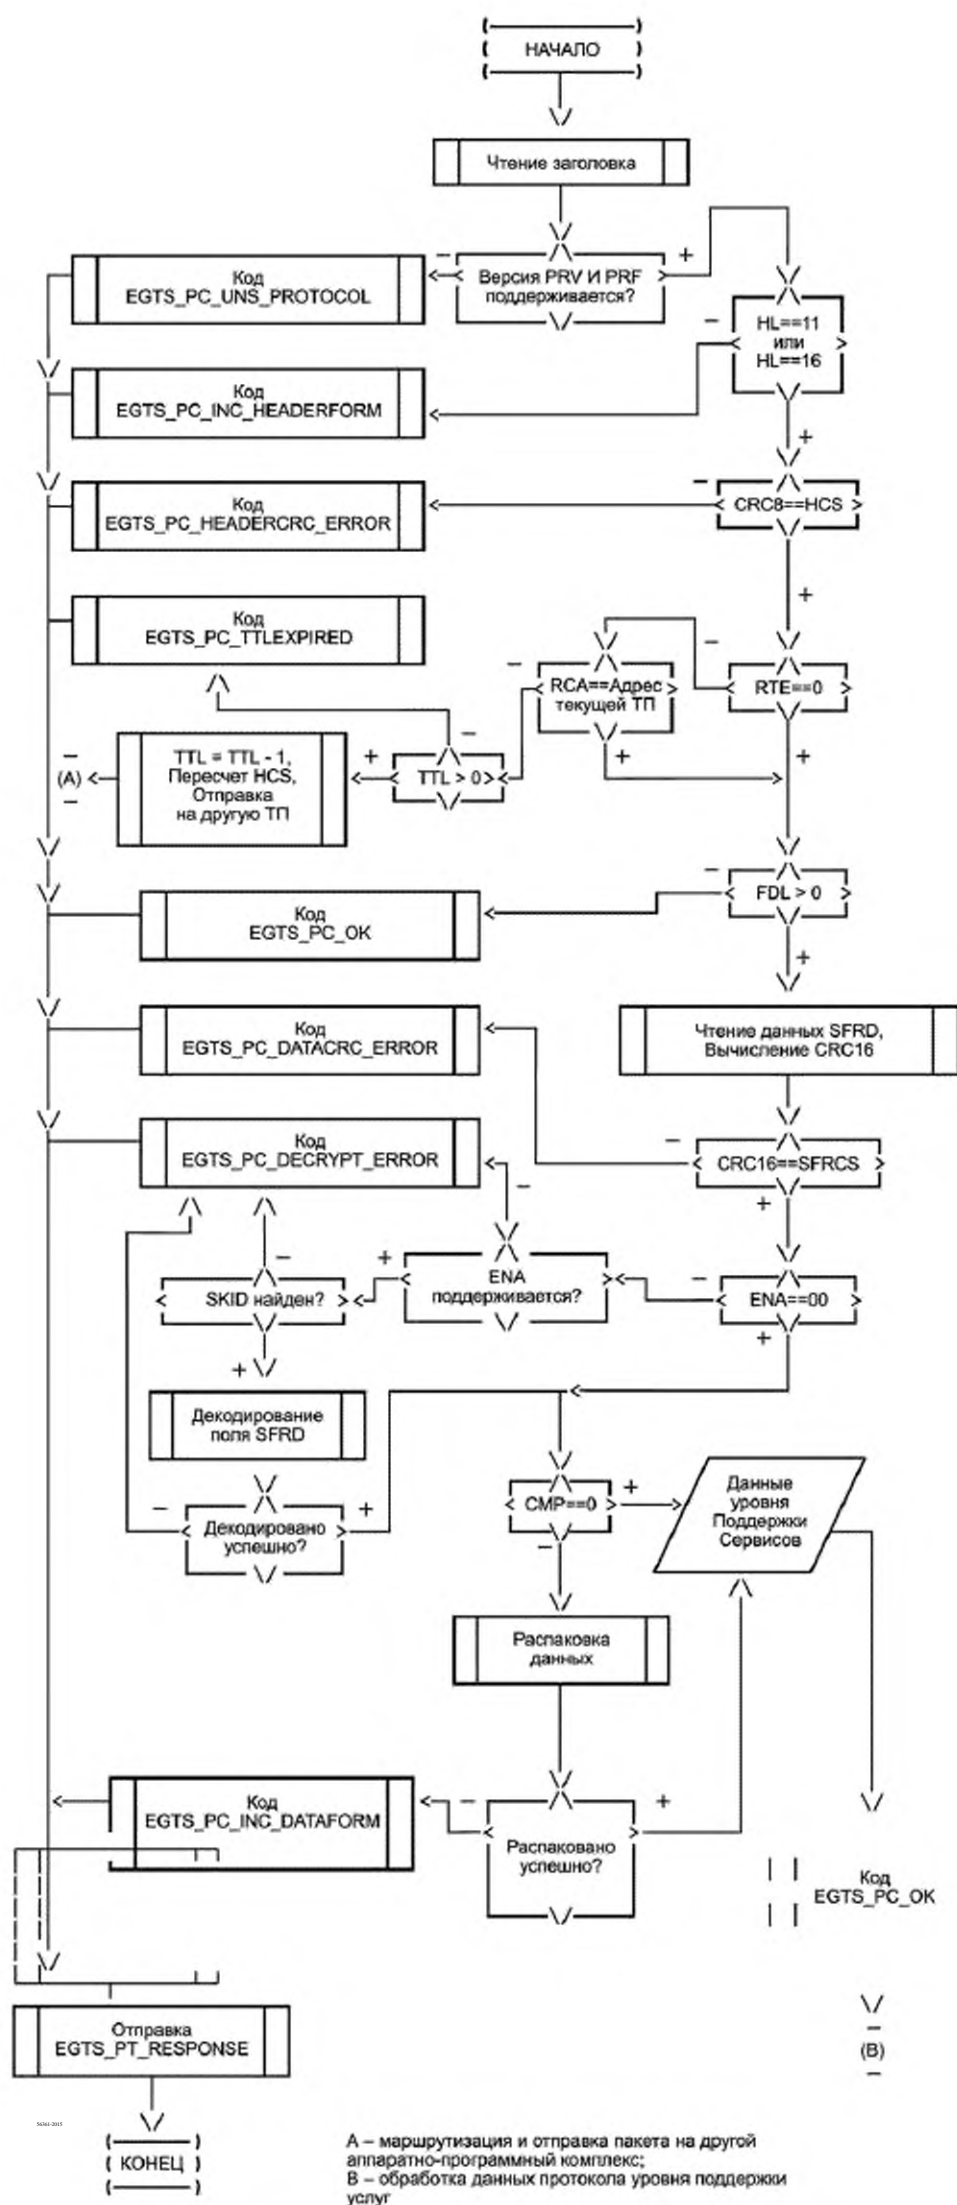 НАЧАЛО
Чтение заголовка
–
+
Код
EGTS_PC_UNS_PROTOCOL
Версия PRV И PRF
поддерживается?
–
HL==11
или
HL==16
Код
EGTS_PC_INC_HEADERFORM
+
–
CRC8==HCS
Код
EGTS_PC_HEADERCRC_ERROR
+
Код
EGTS_PC_TTLEXPIRED
–
–
RCA==Адрес
текущей ТП
RTE==0
–
+
+
–
(A)
–
TTL = TTL - 1,
Пересчет HCS,
Отправка
на другую ТП
+
TTL > 0
–
FDL > 0
Код
EGTS_PC_OK
+
Код
EGTS_PC_DATACRC_ERROR
Чтение данных SFRD,
Вычисление CRC16
Код
EGTS_PC_DECRYPT_ERROR
–
CRC16==SFRCS
–
+
–
+
–
SKID найден?
ENA
поддерживается?
ENA==00
+
+
Декодирование
поля SFRD
–
+
Декодировано
успешно?
CMP==0
+
–
Данные
уровня
Поддержки
Сервисов
Распаковка
данных
Код
EGTS_PC_INC_DATAFORM
–
+
Распаковано
успешно?
Код
EGTS_PC_OK
Отправка
EGTS_PT_RESPONSE
–
(B)
–
56361-2015
КОНЕЦ
А – маршрутизация и отправка пакета на другой
аппаратно-программный комплекс;
В – обработка данных протокола уровня поддержки
услуг